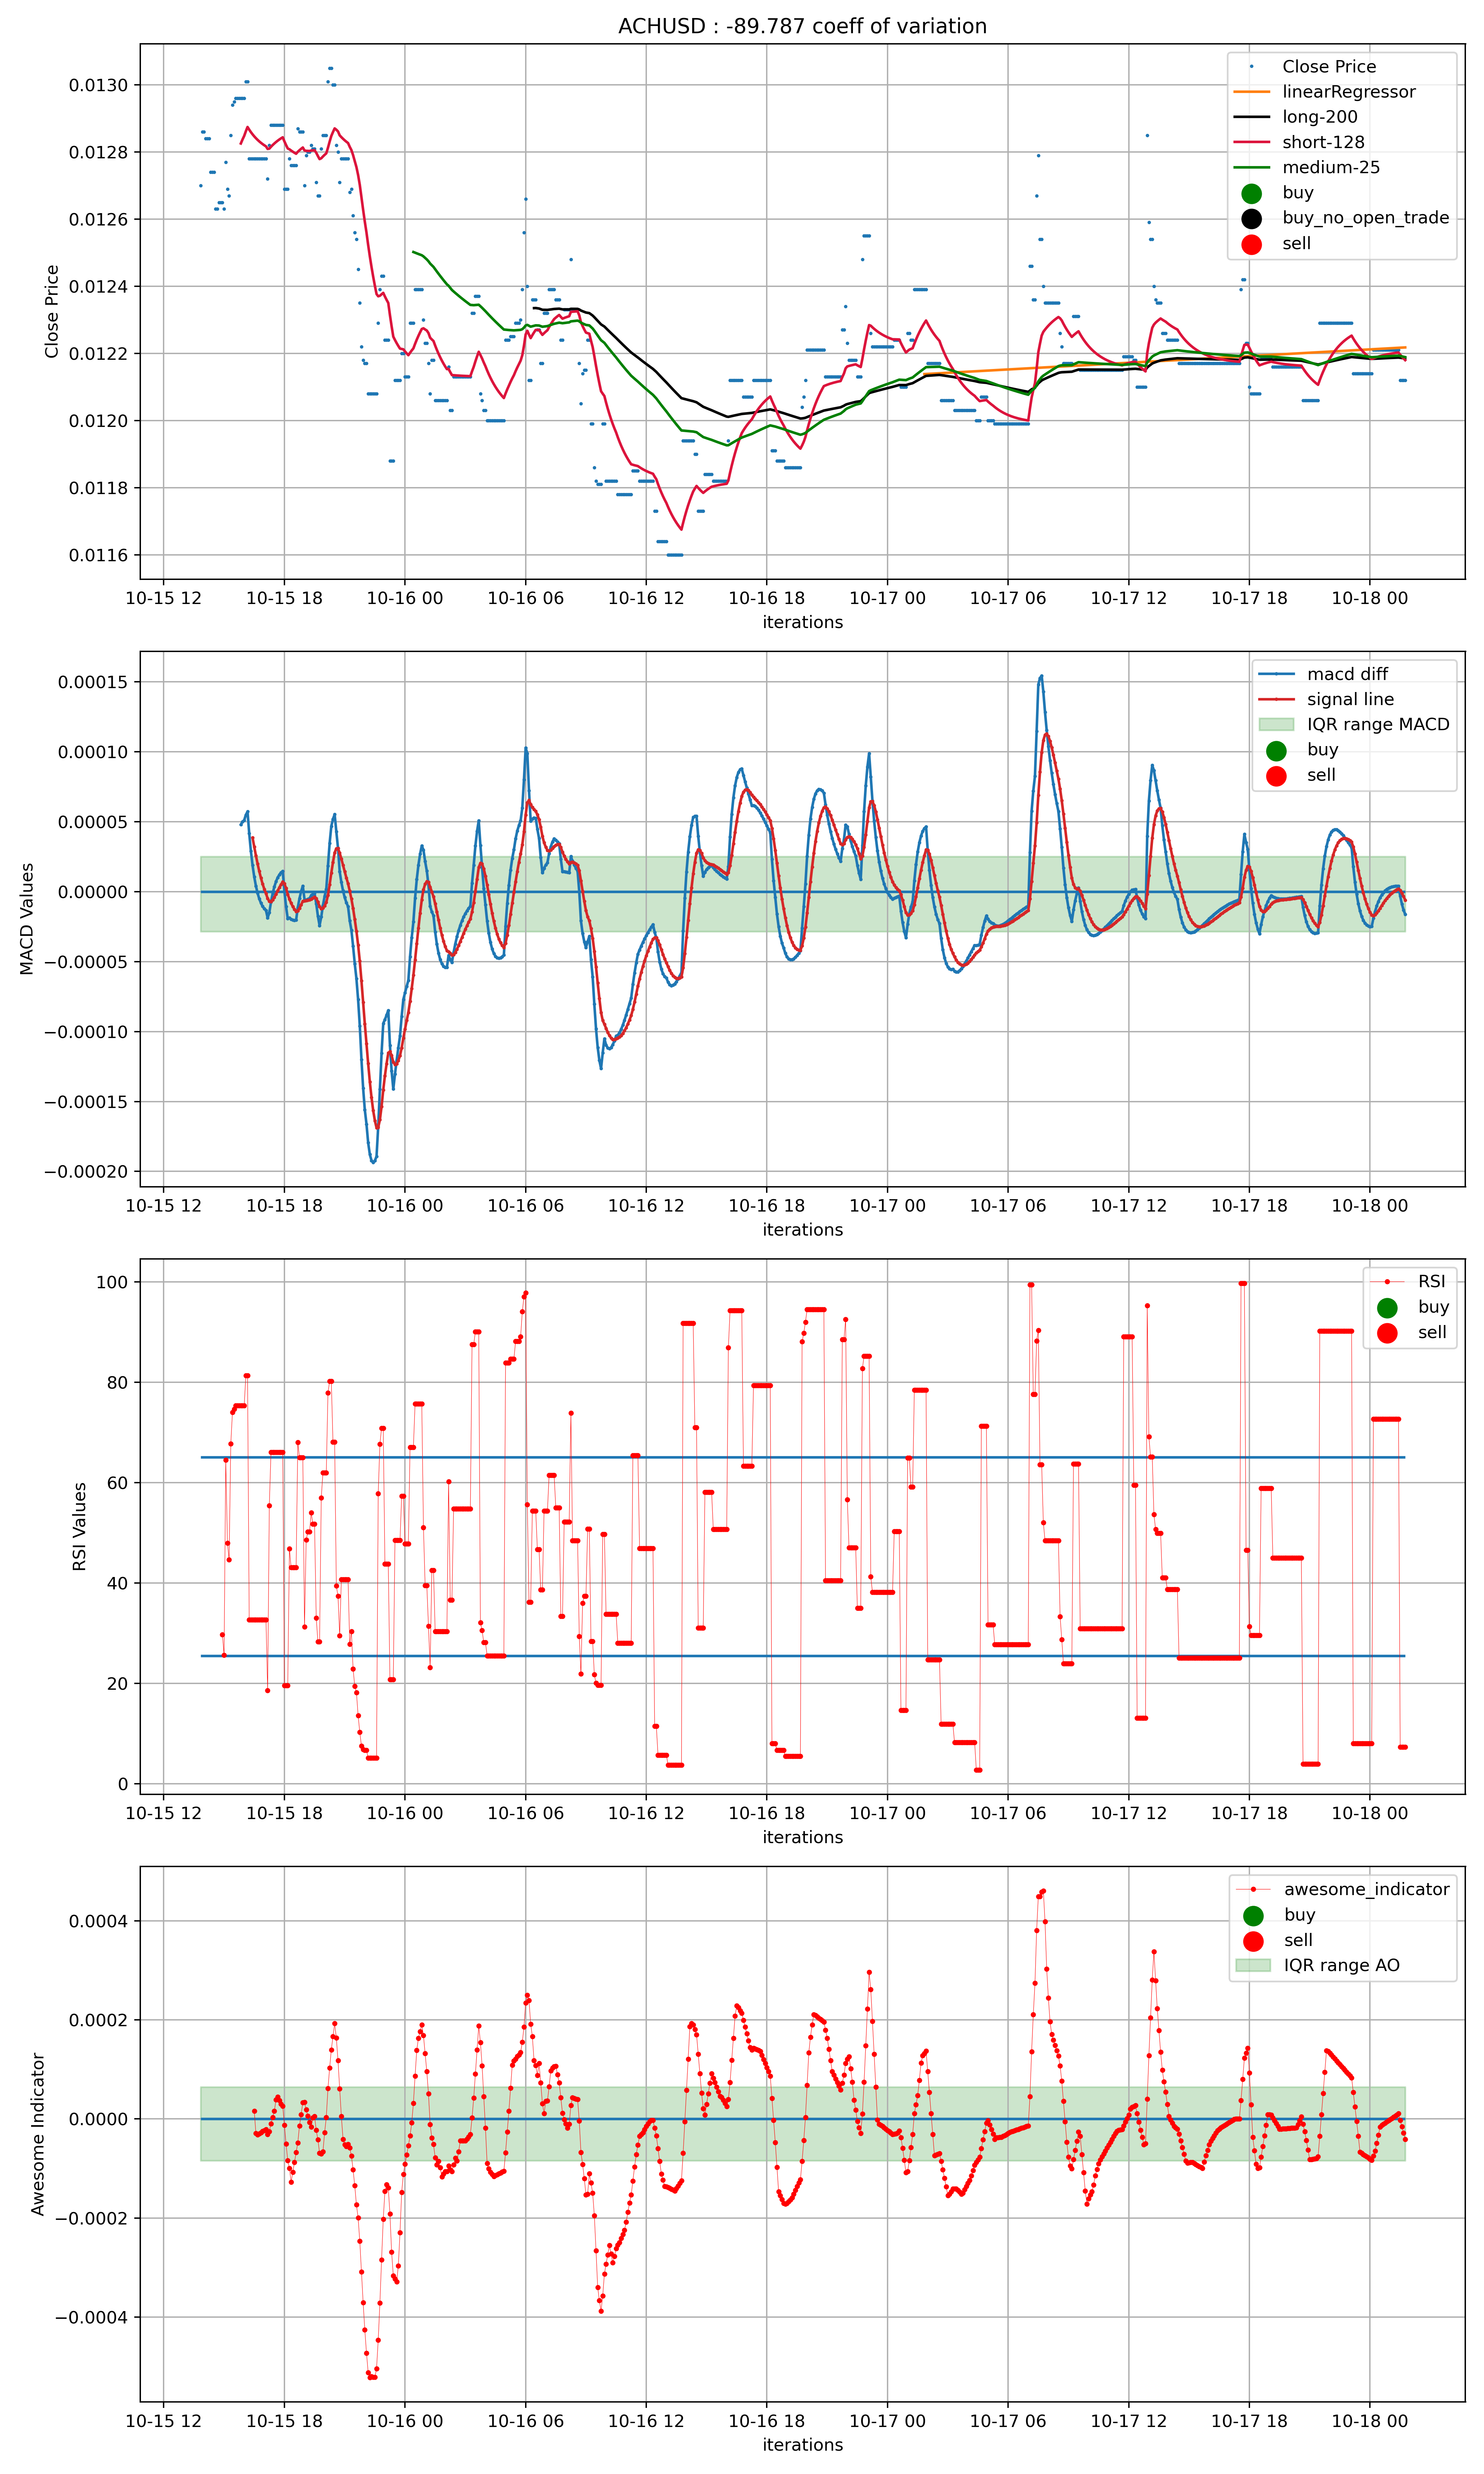 ACHUSD : -89.787 coeff of variation
Close Price
0.0130
0.0128
0.0126
0.0124
0.0122
0.0120
0.0118
0.0116
Close Price
linearRegressor
long-200
short-128
medium-25
buy
buy_no_open_trade
sell
10-15 12 10-15 18 10-16 00 10-16 06 10-16 12 10-16 18 10-17 00 10-17 06 10-17 12 10-17 18 10-18 00
iterations
MACD Values
0.00015
0.00010
0.00005
0.00000
−0.00005
−0.00010
−0.00015
−0.00020
macd diff
signal line
IQR range MACD
buy
sell
10-15 12 10-15 18 10-16 00 10-16 06 10-16 12 10-16 18 10-17 00 10-17 06 10-17 12 10-17 18 10-18 00
iterations
RSI Values
100
80
60
40
20
0
RSI
buy
sell
10-15 12 10-15 18 10-16 00 10-16 06 10-16 12 10-16 18 10-17 00 10-17 06 10-17 12 10-17 18 10-18 00
iterations
Awesome Indicator
0.0004
0.0002
0.0000
−0.0002
−0.0004
awesome_indicator
buy
sell
IQR range AO
10-15 12 10-15 18 10-16 00 10-16 06 10-16 12 10-16 18 10-17 00 10-17 06 10-17 12 10-17 18 10-18 00
iterations